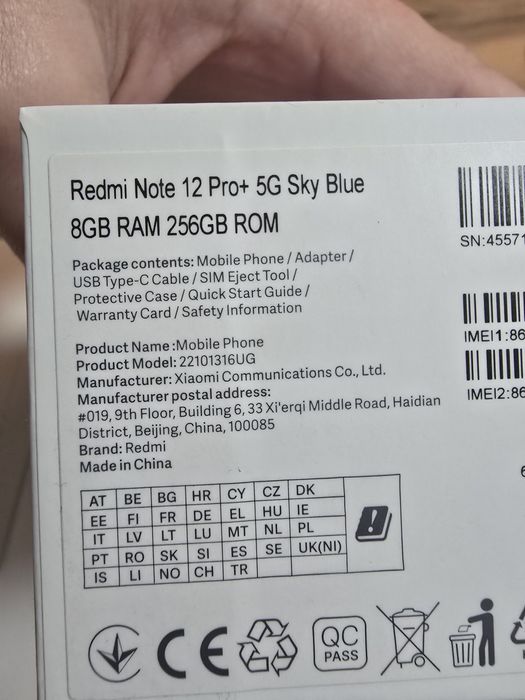 Redmi Note 12 Pro+ 5G Sky Blue
8GB RAM 256GB ROM
Package contents: Mobile Phone / Adapter /
USB Type-C Cable / SIM Eject Tool /
Protective Case / Quick Start Guide /
Warranty Card / Safety Information
Product Name :Mobile Phone
Product Model: 22101316UG
Manufacturer: Xiaomi Communications Co., Ltd.
Manufacturer postal address:
#019, 9th Floor, Building 6, 33 Xi'erqi Middle Road, Haidian
District, Beijing, China, 100085
Brand: Redmi
Made in China
SN:45571
IMEI1:86
IMEI2:86
6
AT BE BG HR CY CZ DK
EE FI FR DE EL HU IE
IT LV LT LU MT NL PL
PT RO SK SI ES SE UK(NI)
IS LI NO CH TR
CE
QC
PASS